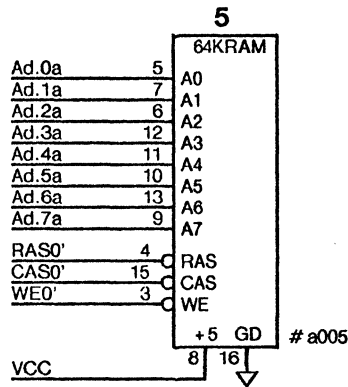 5
64KRAM
Ad.0a 5 A0
Ad.1a 7 A1
Ad.2a 6 A2
Ad.3a 12 A3
Ad.4a 11 A4
Ad.5a 10 A5
Ad.6a 13 A6
Ad.7a 9 A7
RAS0' 4 RAS
CAS0' 15 CAS
WE0' 3 WE
+5 GD # a005
8 16
VCC